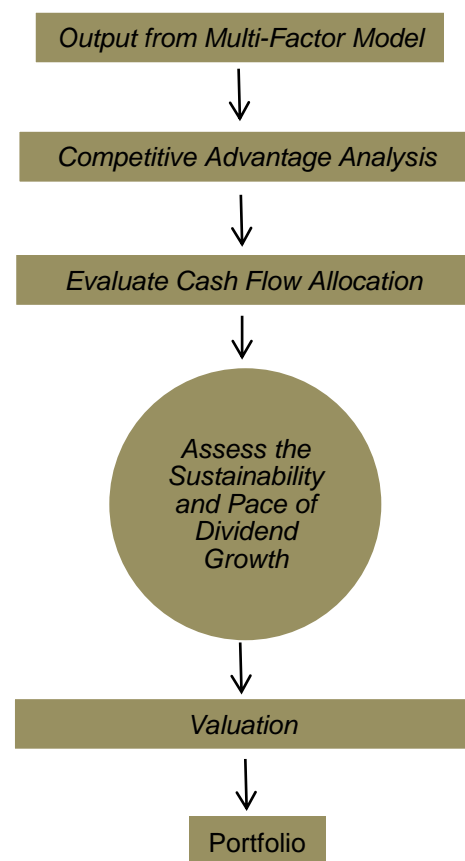 Output from Multi-Factor Model
Competitive Advantage Analysis
Evaluate Cash Flow Allocation
Assess the
Sustainability
and Pace of
Dividend
Growth
Valuation
Portfolio